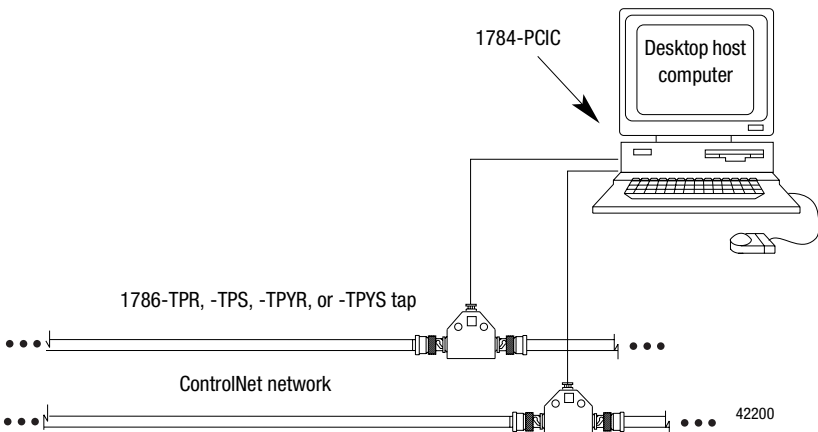 1784-PCIC
Desktop host
computer
1786-TPR, -TPS, -TPYR, or -TPYS tap
ControlNet network
42200